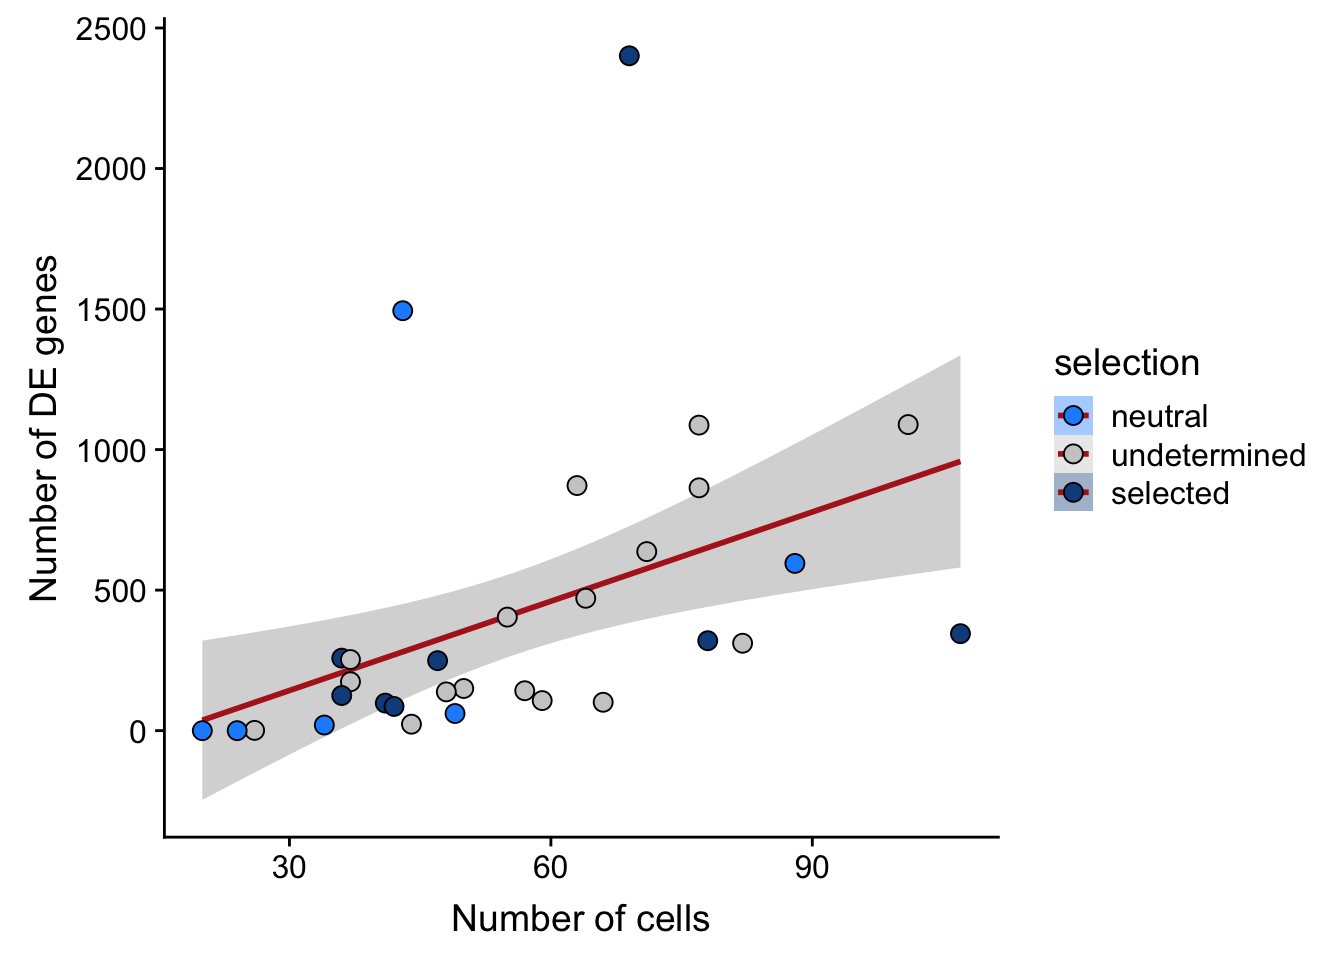 2500
2000
1500
1000
500
0
Number of DE genes
30
60
90
Number of cells
selection
neutral
undetermined
selected